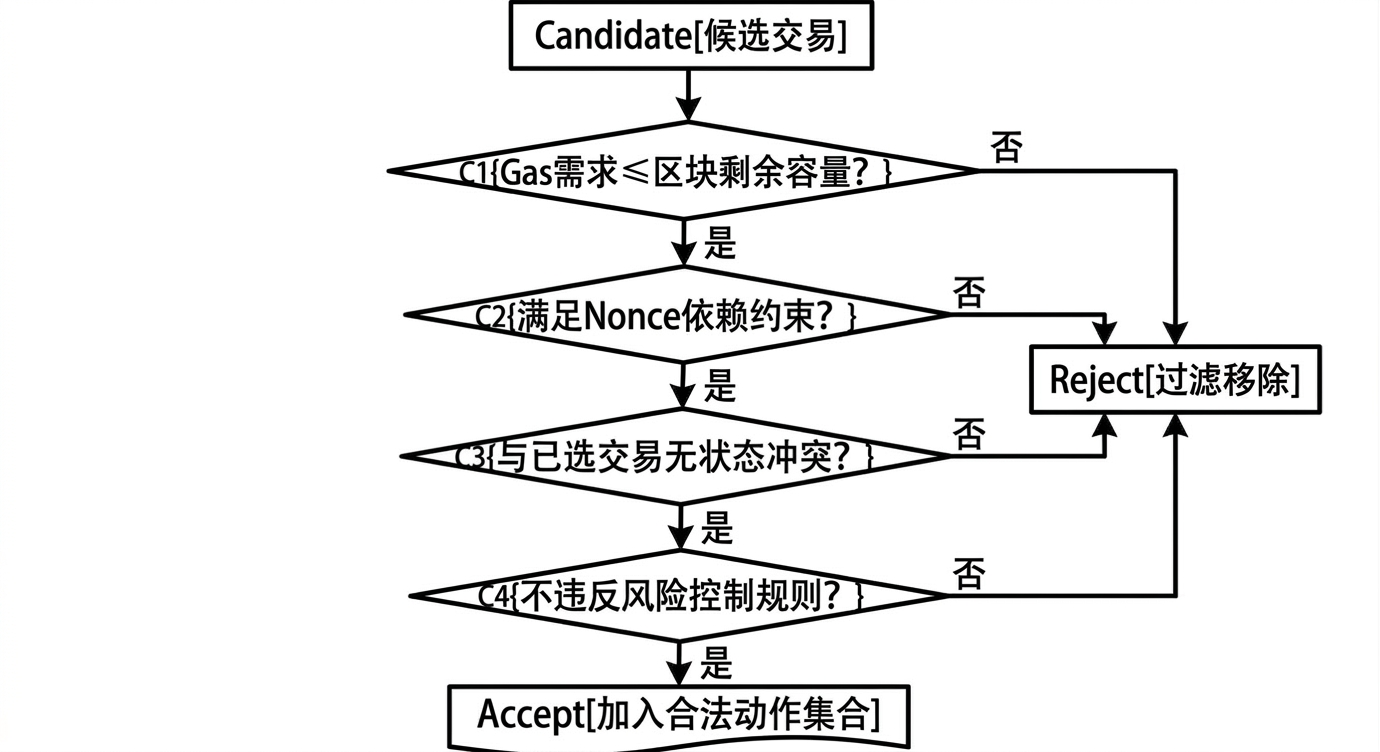 Candidate[候选交易]
C1{Gas需求≤区块剩余容量？}
否
是
C2{满足Nonce依赖约束？}
否
是
Reject[过滤移除]
C3{与已选交易无状态冲突？}
否
是
C4{不违反风险控制规则？}
否
是
Accept[加入合法动作集合]